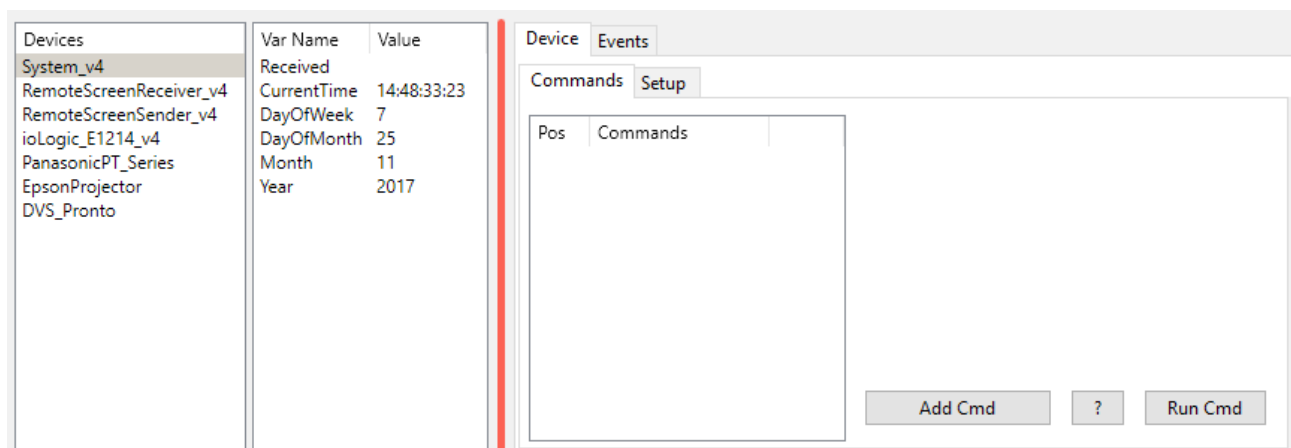 Devices
System_v4
RemoteScreenReceiver_v4
RemoteScreenSender_v4
ioLogic_E1214_v4
PanasonicPT_Series
EpsonProjector
DVS_Pronto
Var Name Value
Received
CurrentTime 14:48:33:23
DayOfWeek 7
DayOfMonth 25
Month 11
Year 2017
Device Events
Commands Setup
Pos Commands
Add Cmd ? Run Cmd